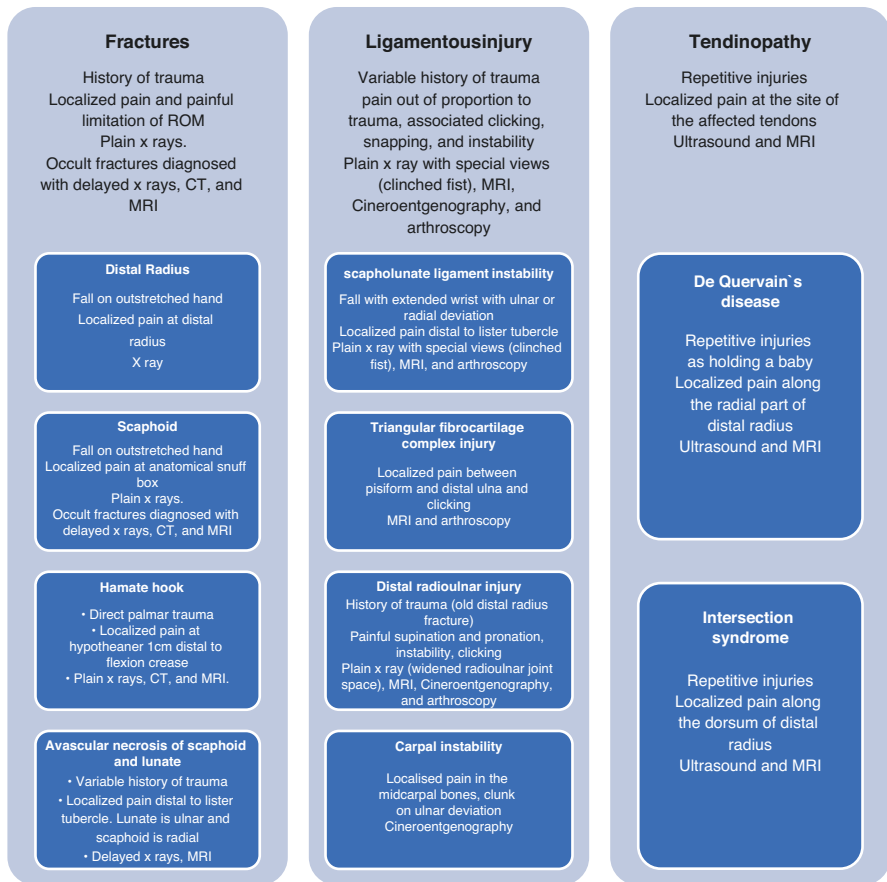 Fractures
History of trauma
Localized pain and painful
limitation of ROM
Plain x rays.
Occult fractures diagnosed
with delayed x rays, CT, and
MRI
Distal Radius
Fall on outstretched hand
Localized pain at distal
radius
X ray
Scaphoid
Fall on outstretched hand
Localized pain at anatomical snuff
box
Plain x rays.
Occult fractures diagnosed with
delayed x rays, CT, and MRI
Hamate hook
• Direct palmar trauma
• Localized pain at
hypotheaner 1cm distal to
flexion crease
• Plain x rays, CT, and MRI.
Avascular necrosis of scaphoid
and lunate
• Variable history of trauma
• Localized pain distal to lister
tubercle. Lunate is ulnar and
scaphoid is radial
• Delayed x rays, MRI
Ligamentousinjury
Variable history of trauma
pain out of proportion to
trauma, associated clicking,
snapping, and instability
Plain x ray with special views
(clinched fist), MRI,
Cineroentgenography, and
arthroscopy
scapholunate ligament instability
Fall with extended wrist with ulnar or
radial deviation
Localized pain distal to lister tubercle
Plain x ray with special views (clinched
fist), MRI, and arthroscopy
Triangular fibrocartilage
complex injury
Localized pain between
pisiform and distal ulna and
clicking
MRI and arthroscopy
Distal radioulnar injury
History of trauma (old distal radius
fracture)
Painful supination and pronation,
instability, clicking
Plain x ray (widened radioulnar joint
space), MRI, Cineroentgenography,
and arthroscopy
Carpal instability
Localised pain in the
midcarpal bones, clunk
on ulnar deviation
Cineroentgenography
Tendinopathy
Repetitive injuries
Localized pain at the site of
the affected tendons
Ultrasound and MRI
De Quervain`s
disease
Repetitive injuries
as holding a baby
Localized pain along
the radial part of
distal radius
Ultrasound and MRI
Intersection
syndrome
Repetitive injuries
Localized pain along
the dorsum of distal
radius
Ultrasound and MRI